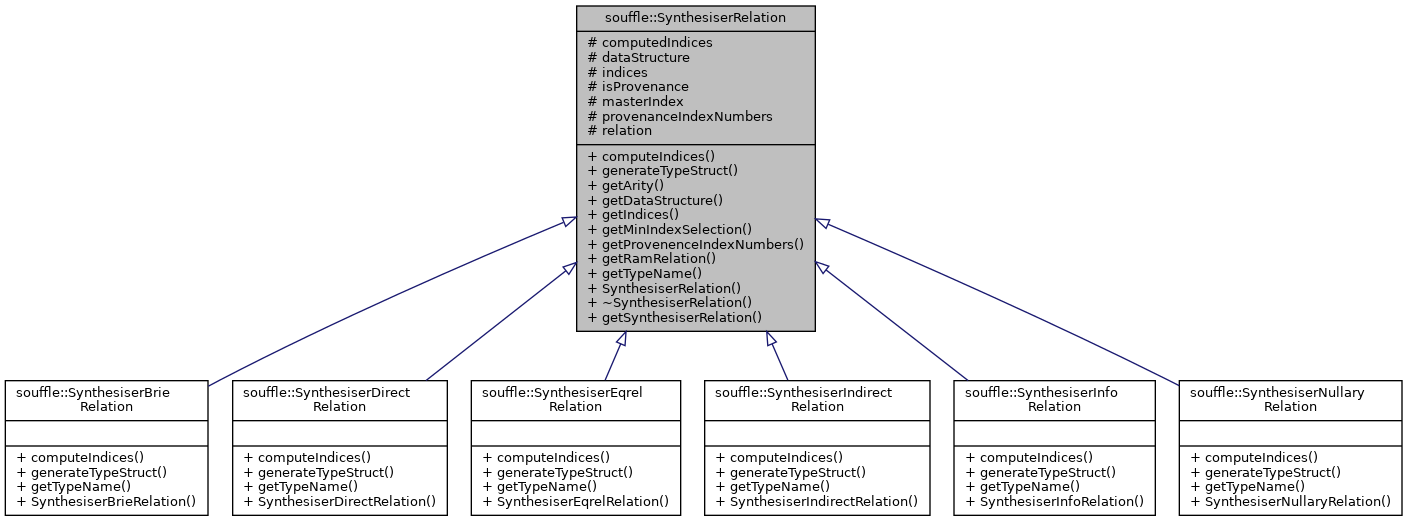 souffle::SynthesiserRelation
# computedIndices
# dataStructure
# indices
# isProvenance
# masterIndex
# provenanceIndexNumbers
# relation
+ computeIndices()
+ generateTypeStruct()
+ getArity()
+ getDataStructure()
+ getIndices()
+ getMinIndexSelection()
+ getProvenenceIndexNumbers()
+ getRamRelation()
+ getTypeName()
+ SynthesiserRelation()
+ ~SynthesiserRelation()
+ getSynthesiserRelation()
souffle::SynthesiserBrie
Relation
+ computeIndices()
+ generateTypeStruct()
+ getTypeName()
+ SynthesiserBrieRelation()
souffle::SynthesiserDirect
Relation
+ computeIndices()
+ generateTypeStruct()
+ getTypeName()
+ SynthesiserDirectRelation()
souffle::SynthesiserEqrel
Relation
+ computeIndices()
+ generateTypeStruct()
+ getTypeName()
+ SynthesiserEqrelRelation()
souffle::SynthesiserIndirect
Relation
+ computeIndices()
+ generateTypeStruct()
+ getTypeName()
+ SynthesiserIndirectRelation()
souffle::SynthesiserInfo
Relation
+ computeIndices()
+ generateTypeStruct()
+ getTypeName()
+ SynthesiserInfoRelation()
souffle::SynthesiserNullary
Relation
+ computeIndices()
+ generateTypeStruct()
+ getTypeName()
+ SynthesiserNullaryRelation()